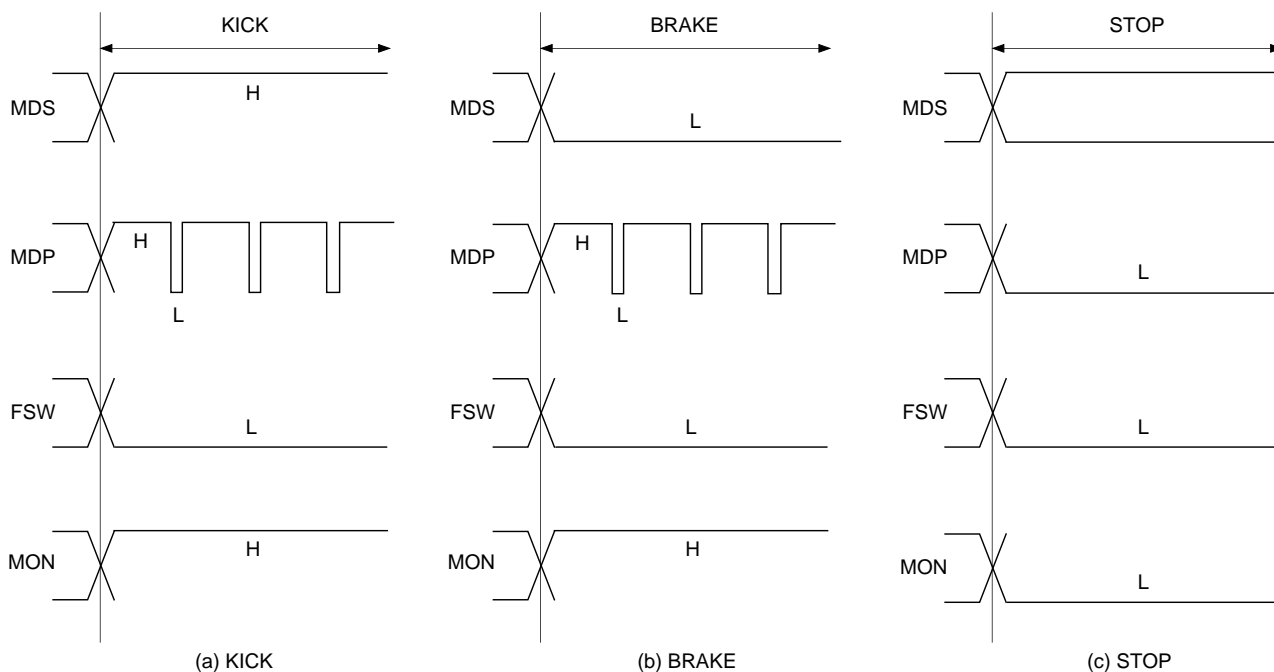 KICK
MDS
H
MDP
H
L
FSW
L
MON
H
(a) KICK
BRAKE
MDS
L
MDP
H
L
FSW
L
MON
H
(b) BRAKE
STOP
MDS
MDP
L
FSW
L
MON
L
(c) STOP